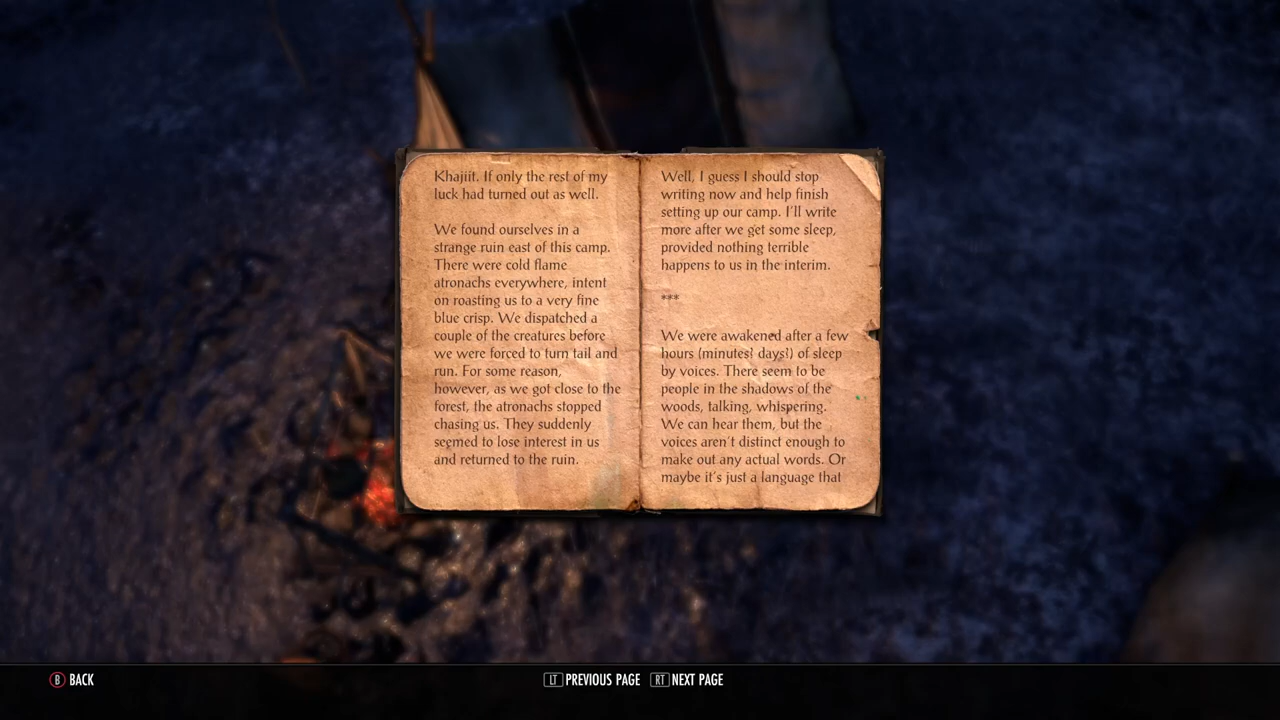 Khajiit. If only the rest of my
luck had turned out as well.
We found ourselves in a
strange ruin east of this camp.
There were cold flame
atronachs everywhere, intent
on roasting us to a very fine
blue crisp. We dispatched a
couple of the creatures before
we were forced to turn tail and
run. For some reason,
however, as we got close to the
forest, the atronachs stopped
chasing us. They suddenly
seemed to lose interest in us
and returned to the ruin.
Well, I guess I should stop
writing now and help finish
setting up our camp. I'll write
more after we get some sleep,
provided nothing terrible
happens to us in the interim.
***
We were awakened after a few
hours (minutes? days?) of sleep
by voices. There seem to be
people in the shadows of the
woods, talking, whispering.
We can hear them, but the
voices aren't distinct enough to
make out any actual words. Or
maybe it's just a language that
B BACK
LT PREVIOUS PAGE RT NEXT PAGE